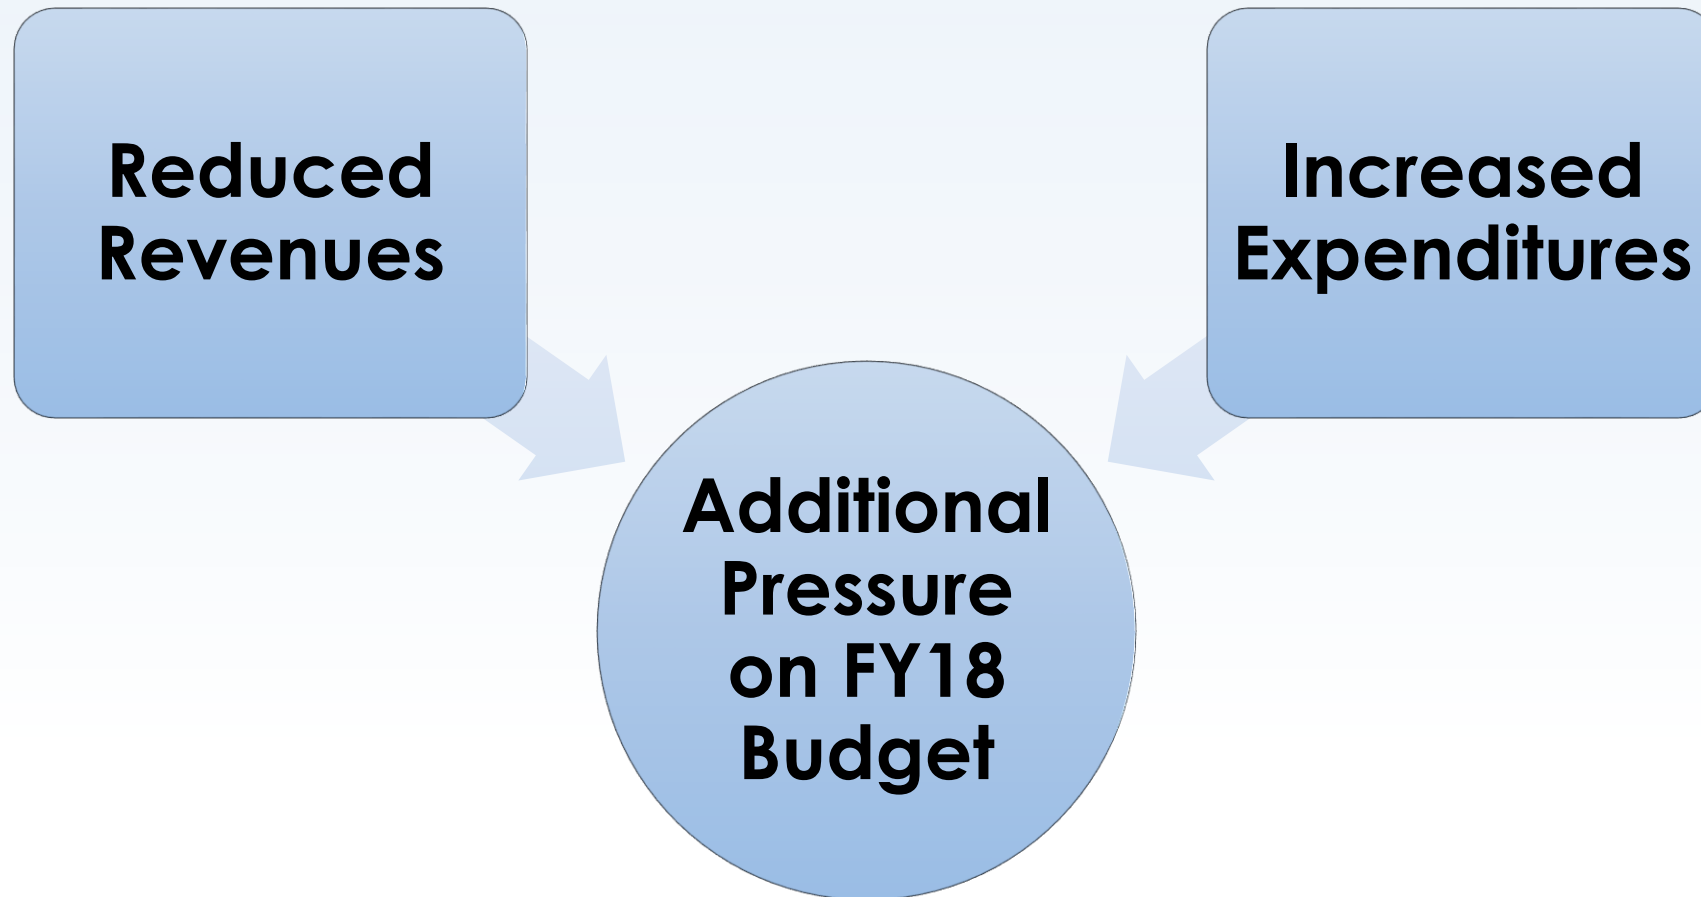 Reduced
Revenues
Increased
Expenditures
Additional
Pressure
on FY18
Budget